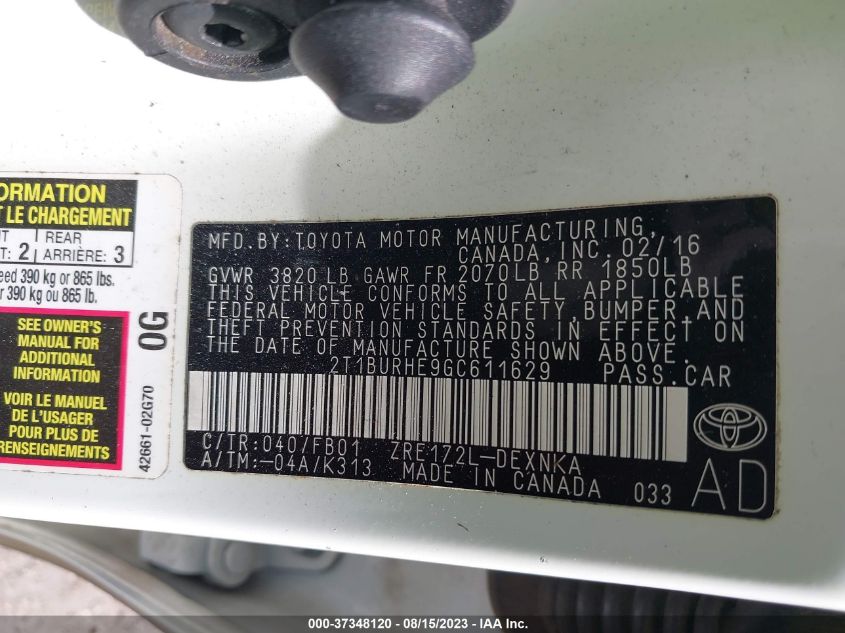 ORMATION
T LE CHARGEMENT
REAR
: 2 ARRIÈRE: 3
eed 390 kg or 865 lbs.
r 390 kg ou 865 lb.
SEE OWNER'S
MANUAL FOR
ADDITIONAL
INFORMATION
VOIR LE MANUEL
DE L'USAGER
POUR PLUS DE
RENSEIGNEMENTS
0G
42661-02G70
MFD. BY: TOYOTA MOTOR MANUFACTURING,
CANADA, INC. 02/16
GVWR 3820 LB GAWR FR 2070LB RR 1850LB
THIS VEHICLE CONFORMS TO ALL APPLICABLE
FEDERAL MOTOR VEHICLE SAFETY, BUMPER, AND
THEFT PREVENTION STANDARDS IN EFFECT ON
THE DATE OF MANUFACTURE SHOWN ABOVE.
2T1BURHE9GC611629 PASS. CAR
C/TR: 040/FB01 ZRE172L-DEXNKA
A/TM: -04A/K313 MADE IN CANADA 033
AD
000-37348120 - 08/15/2023 - IAAI.com Inc.